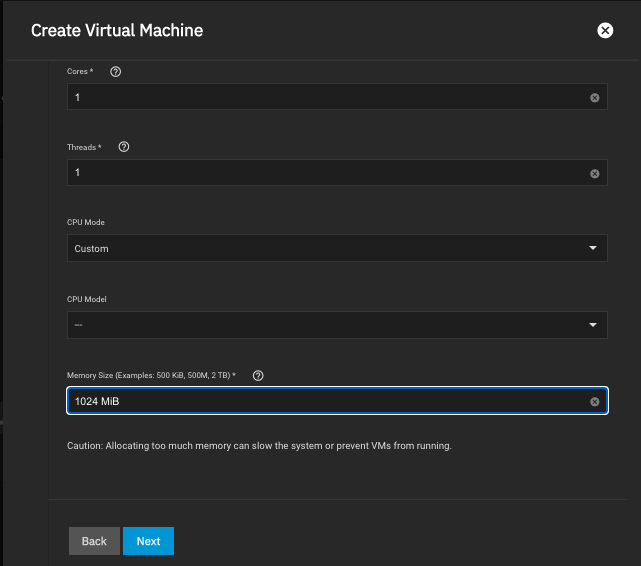 Create Virtual Machine
Cores *
1
Threads *
1
CPU Mode
Custom
CPU Model
---
Memory Size (Examples: 500 KiB, 500M, 2 TB) *
1024 MiB
Caution: Allocating too much memory can slow the system or prevent VMs from running.
Back Next